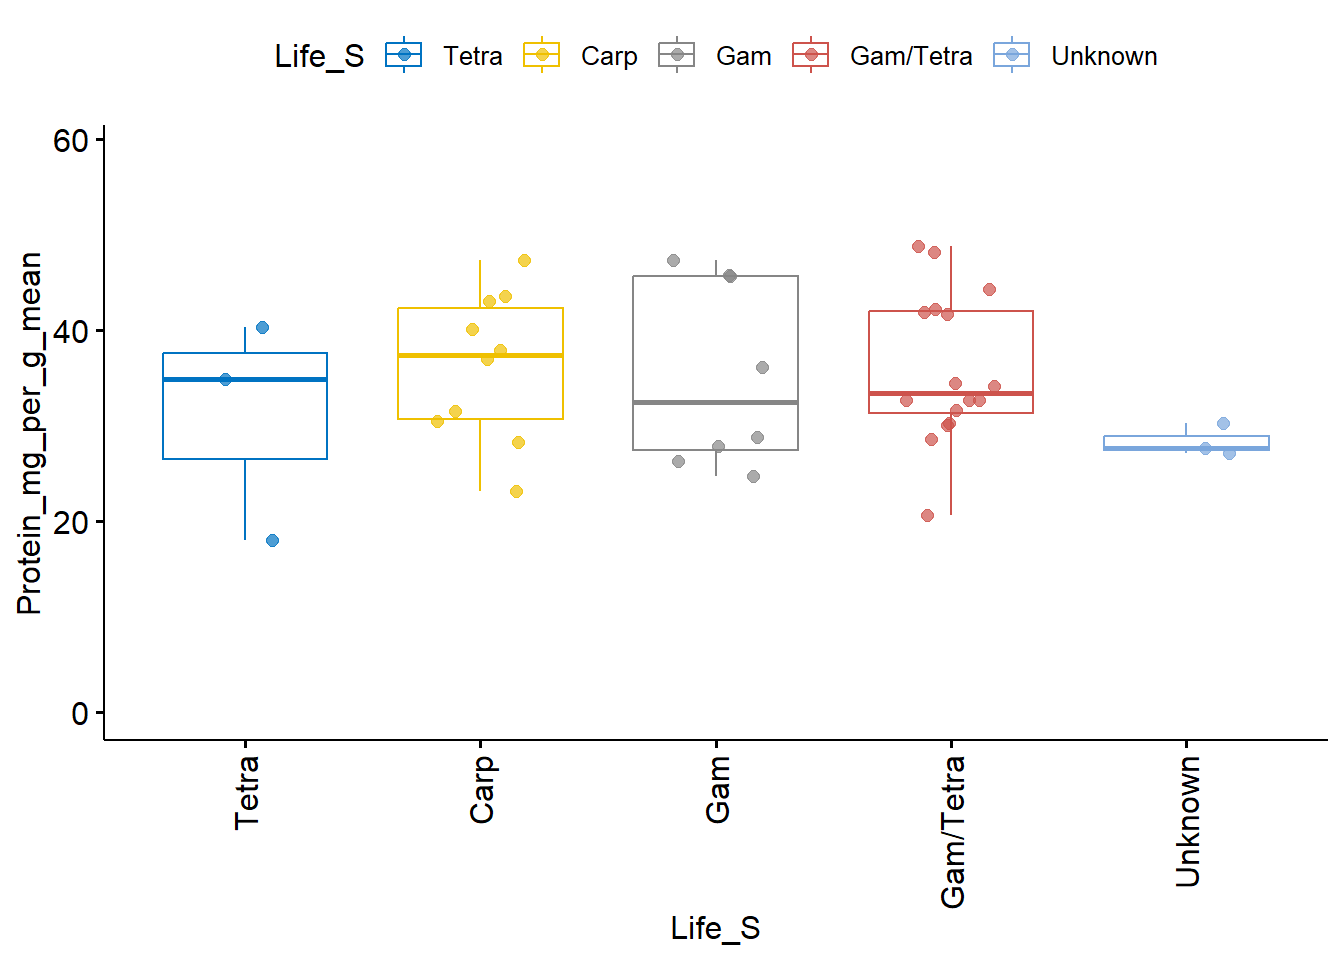 Life_S Tetra Carp Gam Gam/Tetra Unknown
Protein_mg_per_g_mean
60
40
20
0
Tetra
Carp
Gam
Gam/Tetra
Unknown
Life_S